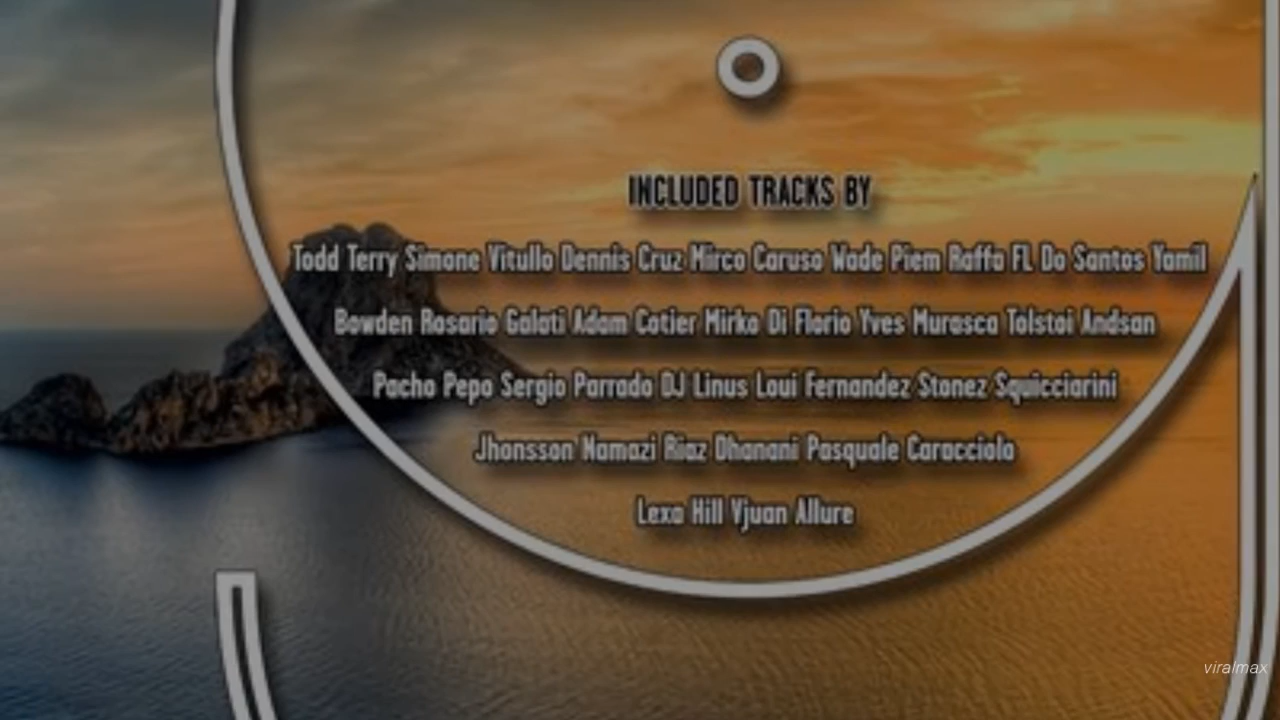 INCLUDED TRACKS BY
Todd Terry Simone Vitullo Dennis Cruz Mirco Caruso Wade Piem Raffa FL Do Santos Yamil
Bowden Rosario Galati Adam Cotier Mirko Di Florio Yves Murasca Tolstoi Andsan
Pacho Pepo Sergio Parrado DJ Linus Loui Fernandez Stonez Squicciarini
Jhonsson Namazi Riaz Dhanani Pasquale Caracciolo
Lexa Hill Vjuan Allure
viralmax